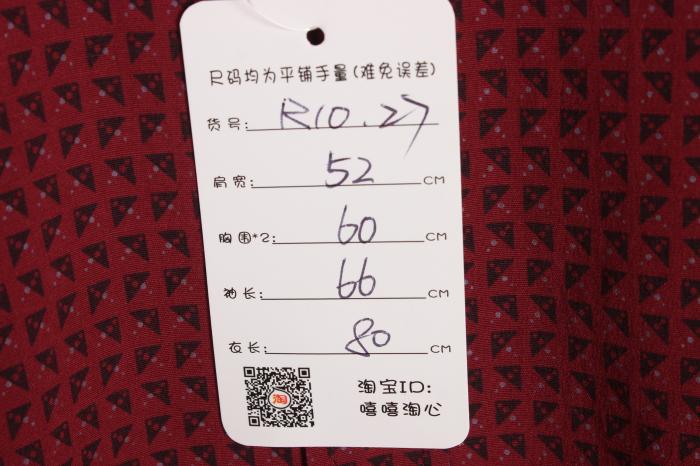 尺码均为平铺手量(难免误差)
货号: R10.27
肩宽: 52 CM
胸围*2: 60 CM
袖长: 66 CM
衣长: 80 CM
淘
淘宝ID:
嘻嘻淘心